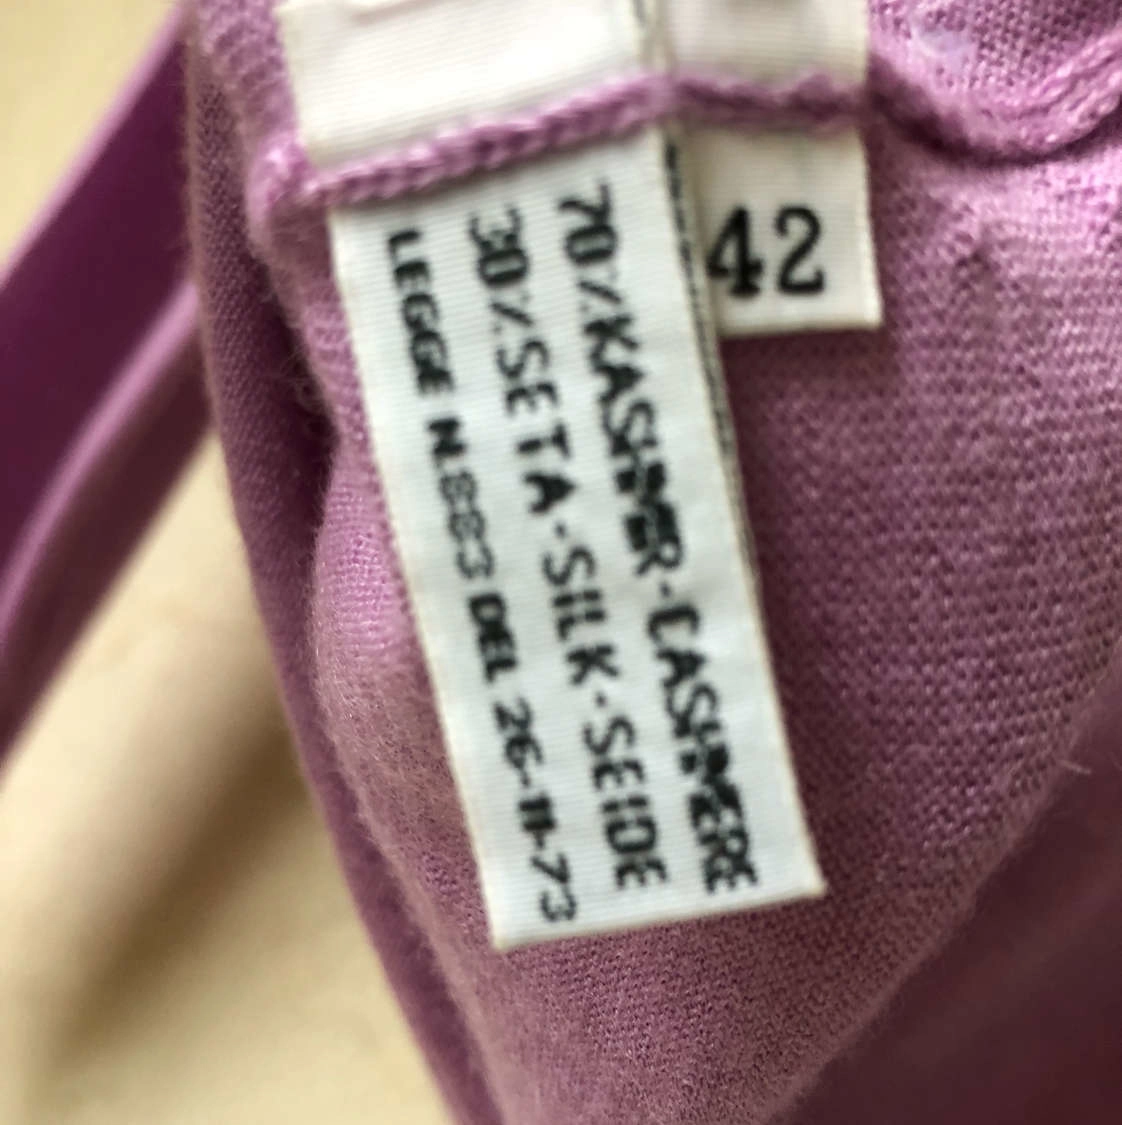 70%KASHMIR-CASHMERE
30%SETA-SILK-SEIDE
LEGGE N.883 DEL 26-11-73
42